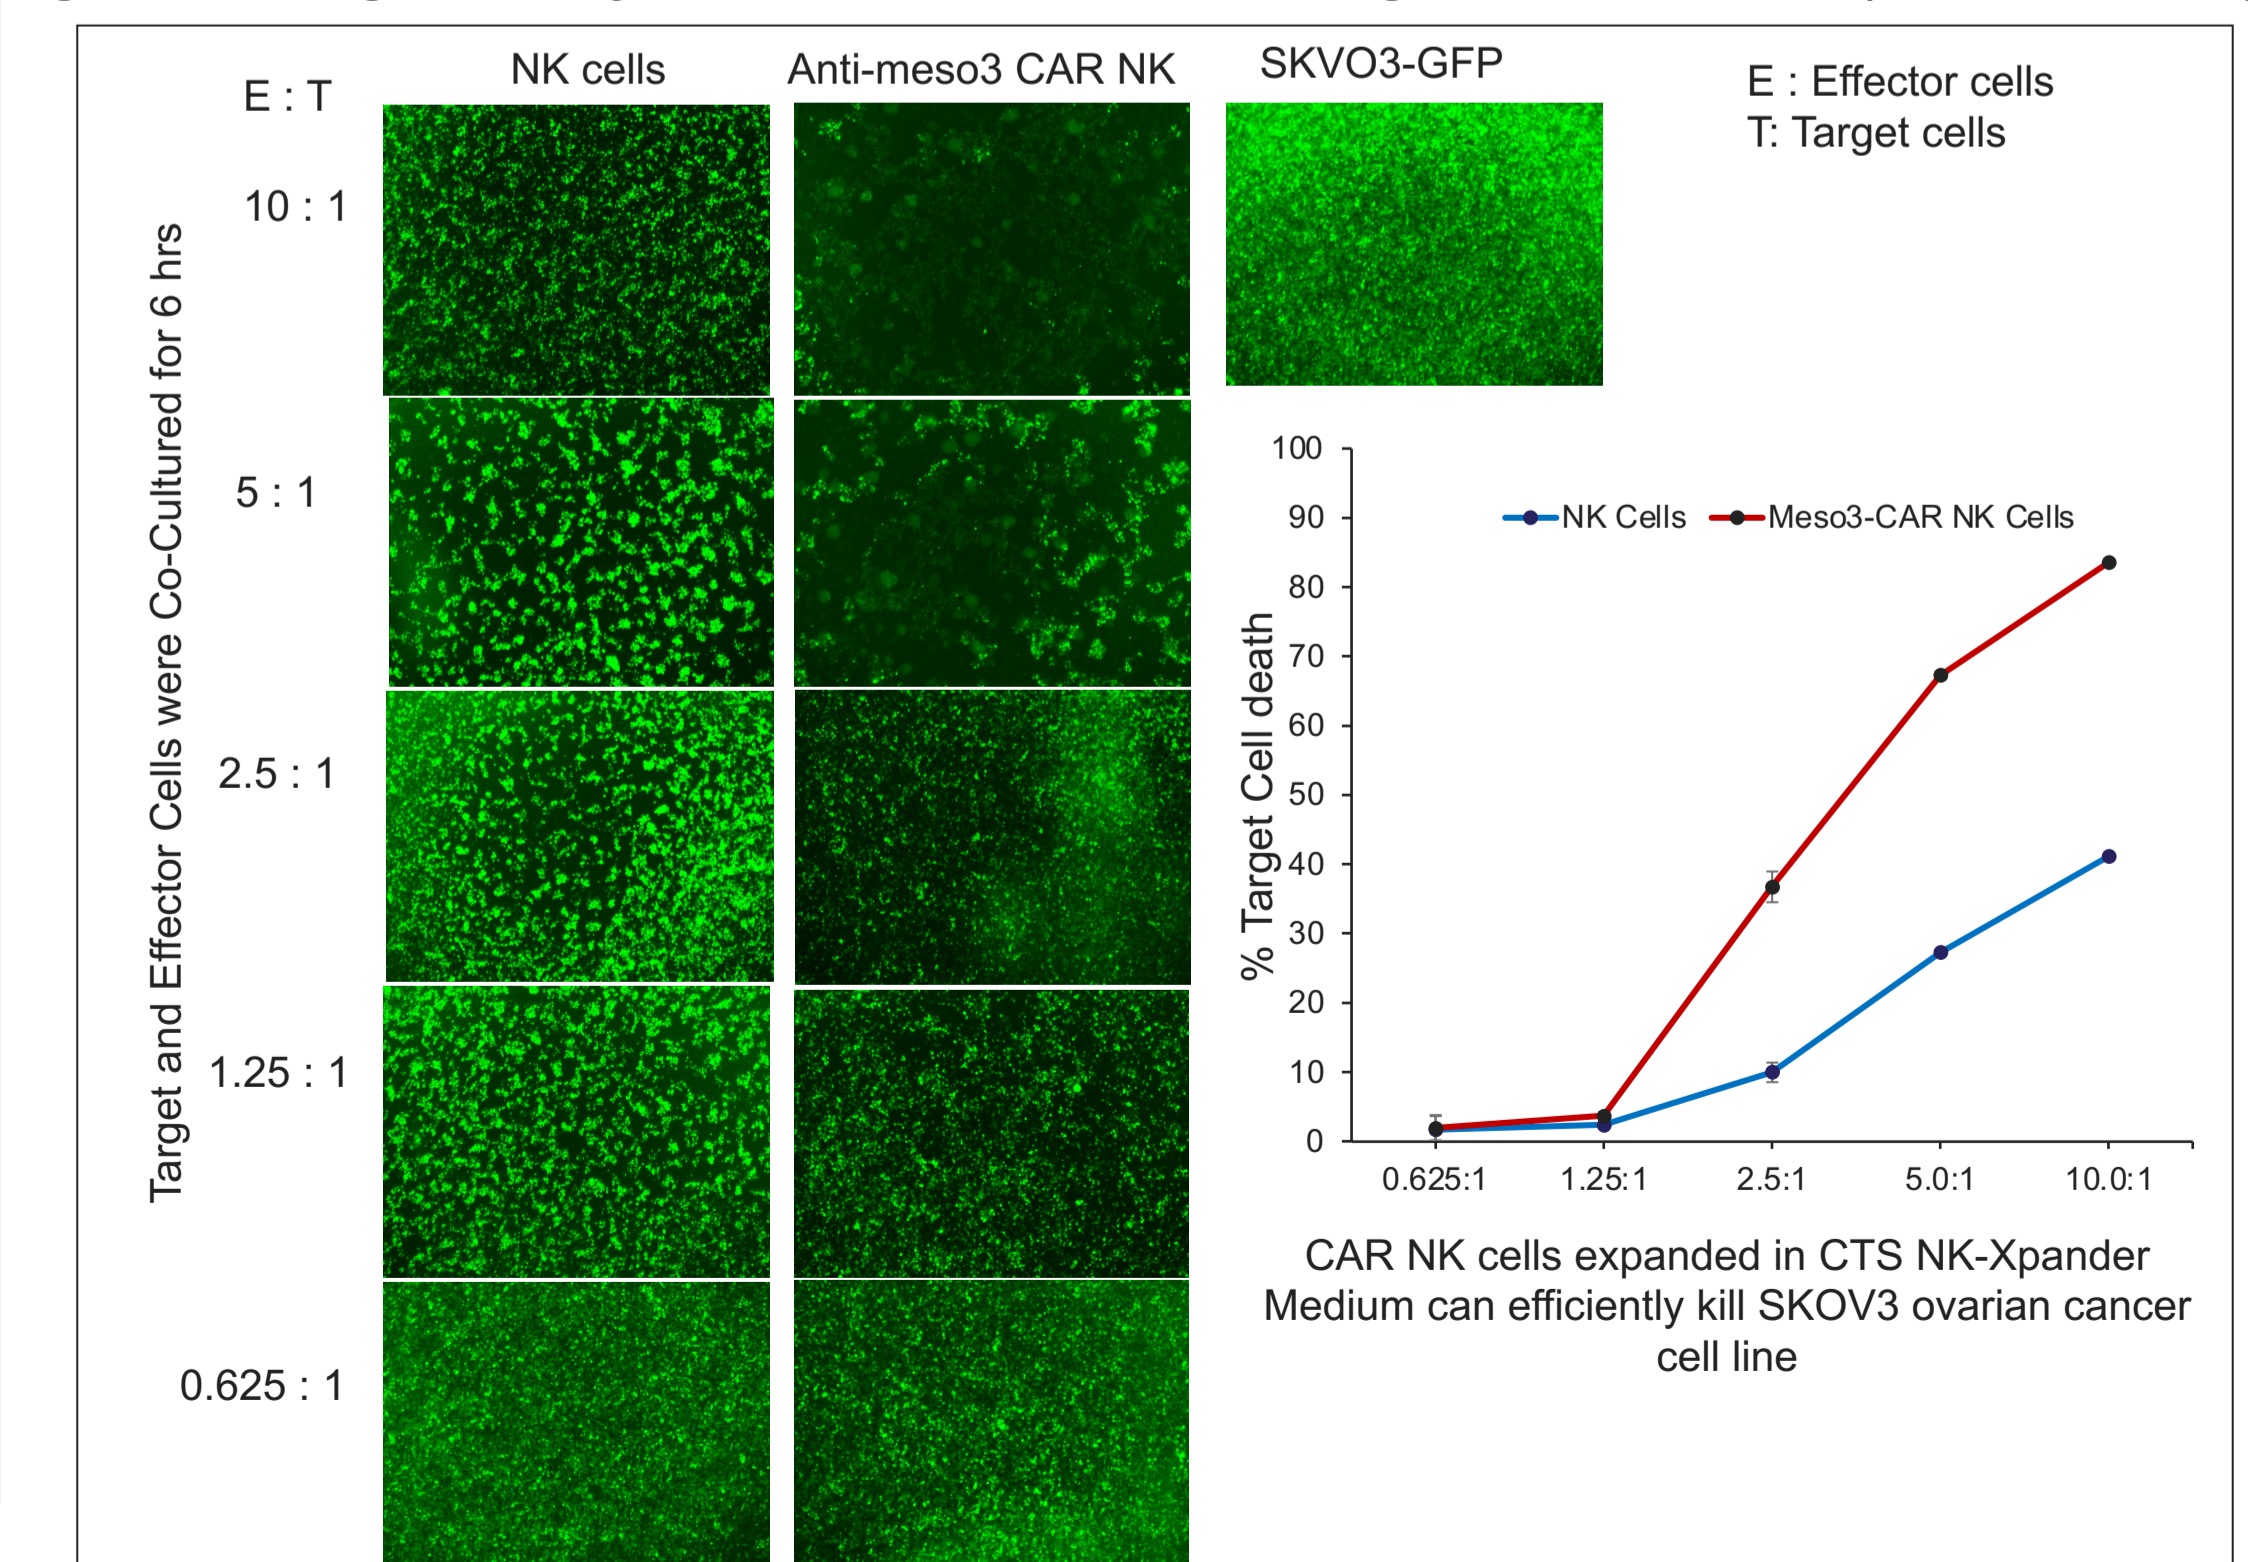 E : T
NK cells
Anti-meso3 CAR NK
SKVO3-GFP
E : Effector cells
T: Target cells
Target and Effector Cells were Co-Cultured for 6 hrs
10 : 1
5 : 1
2.5 : 1
1.25 : 1
0.625 : 1
% Target Cell death
100
90
80
70
60
50
40
30
20
10
0
NK Cells
Meso3-CAR NK Cells
0.625:1
1.25:1
2.5:1
5.0:1
10.0:1
CAR NK cells expanded in CTS NK-Xpander
Medium can efficiently kill SKOV3 ovarian cancer
cell line